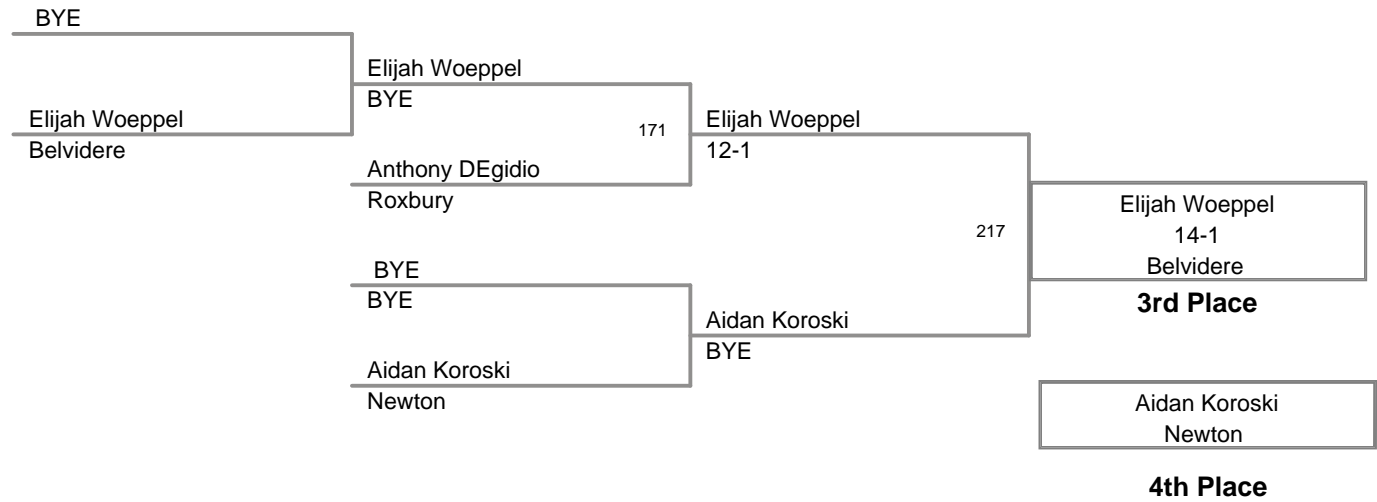 BYE
Elijah Woeppel
BYE
Elijah Woeppel
Belvidere
171
Elijah Woeppel
12-1
Anthony DEgidio
Roxbury
217
Elijah Woeppel
14-1
Belvidere
3rd Place
BYE
BYE
Aidan Koroski
BYE
Aidan Koroski
Newton
Aidan Koroski
Newton
4th Place